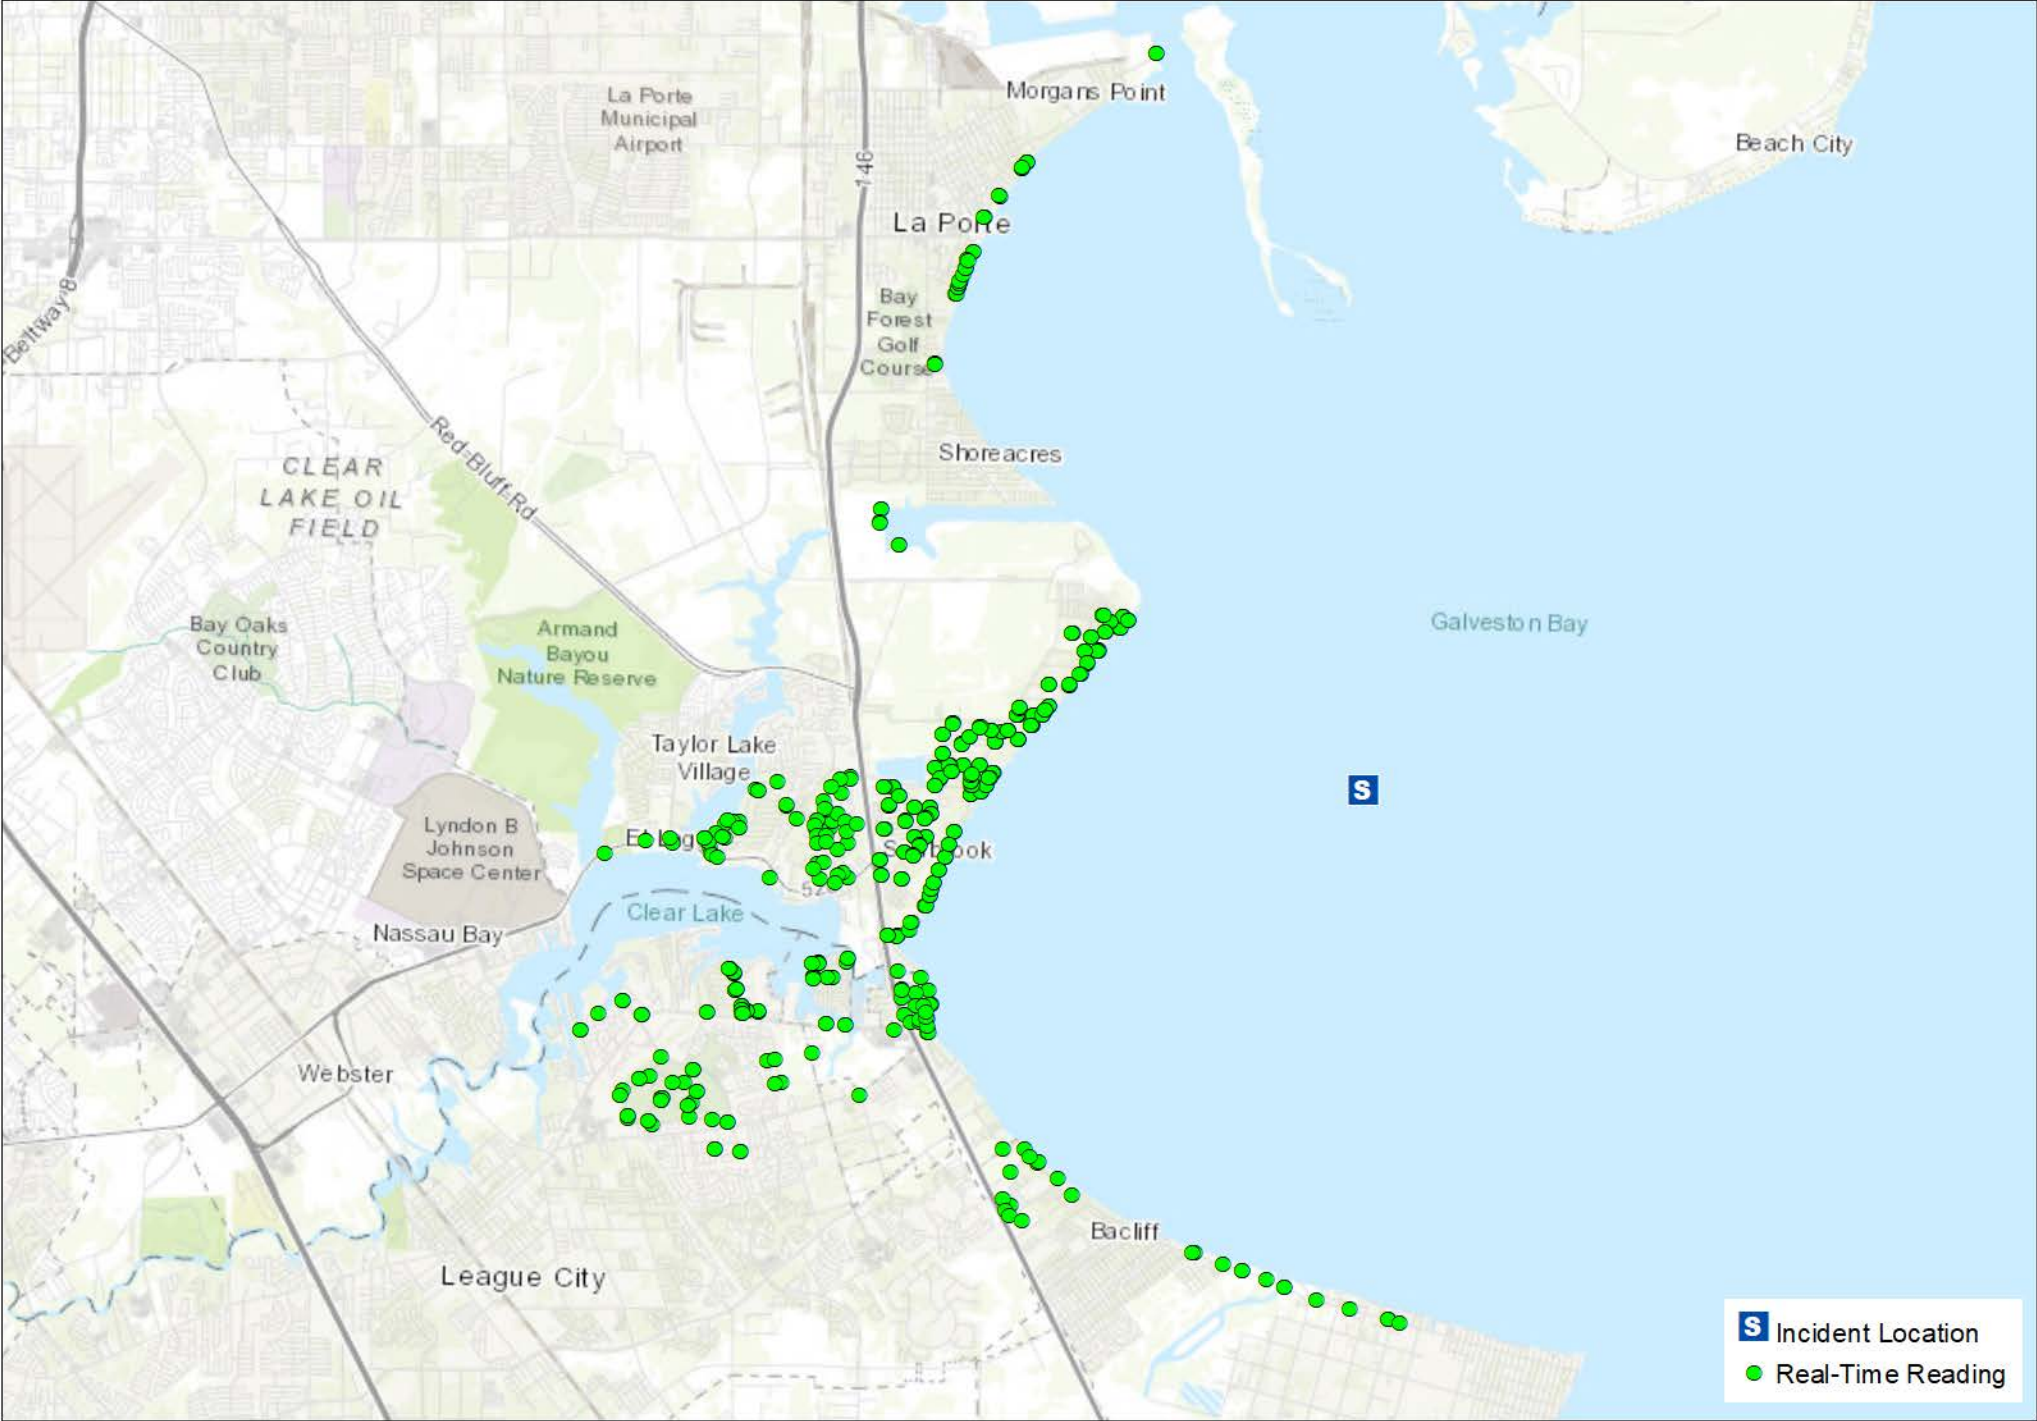 Morgans Point
La Porte
Municipal
Airport
Beach City
146
La Porte
Beltway 8
Bay
Forest
Golf
Course
Red Bluff Rd
Shoreacres
CLEAR
LAKE OIL
FIELD
Bay Oaks
Country
Club
Armand
Bayou
Nature Reserve
Galveston Bay
Taylor Lake
Village
S
Lyndon B
Johnson
Space Center
Clear Lake
Nassau Bay
Webster
Bacliff
League City
S Incident Location
Real-Time Reading